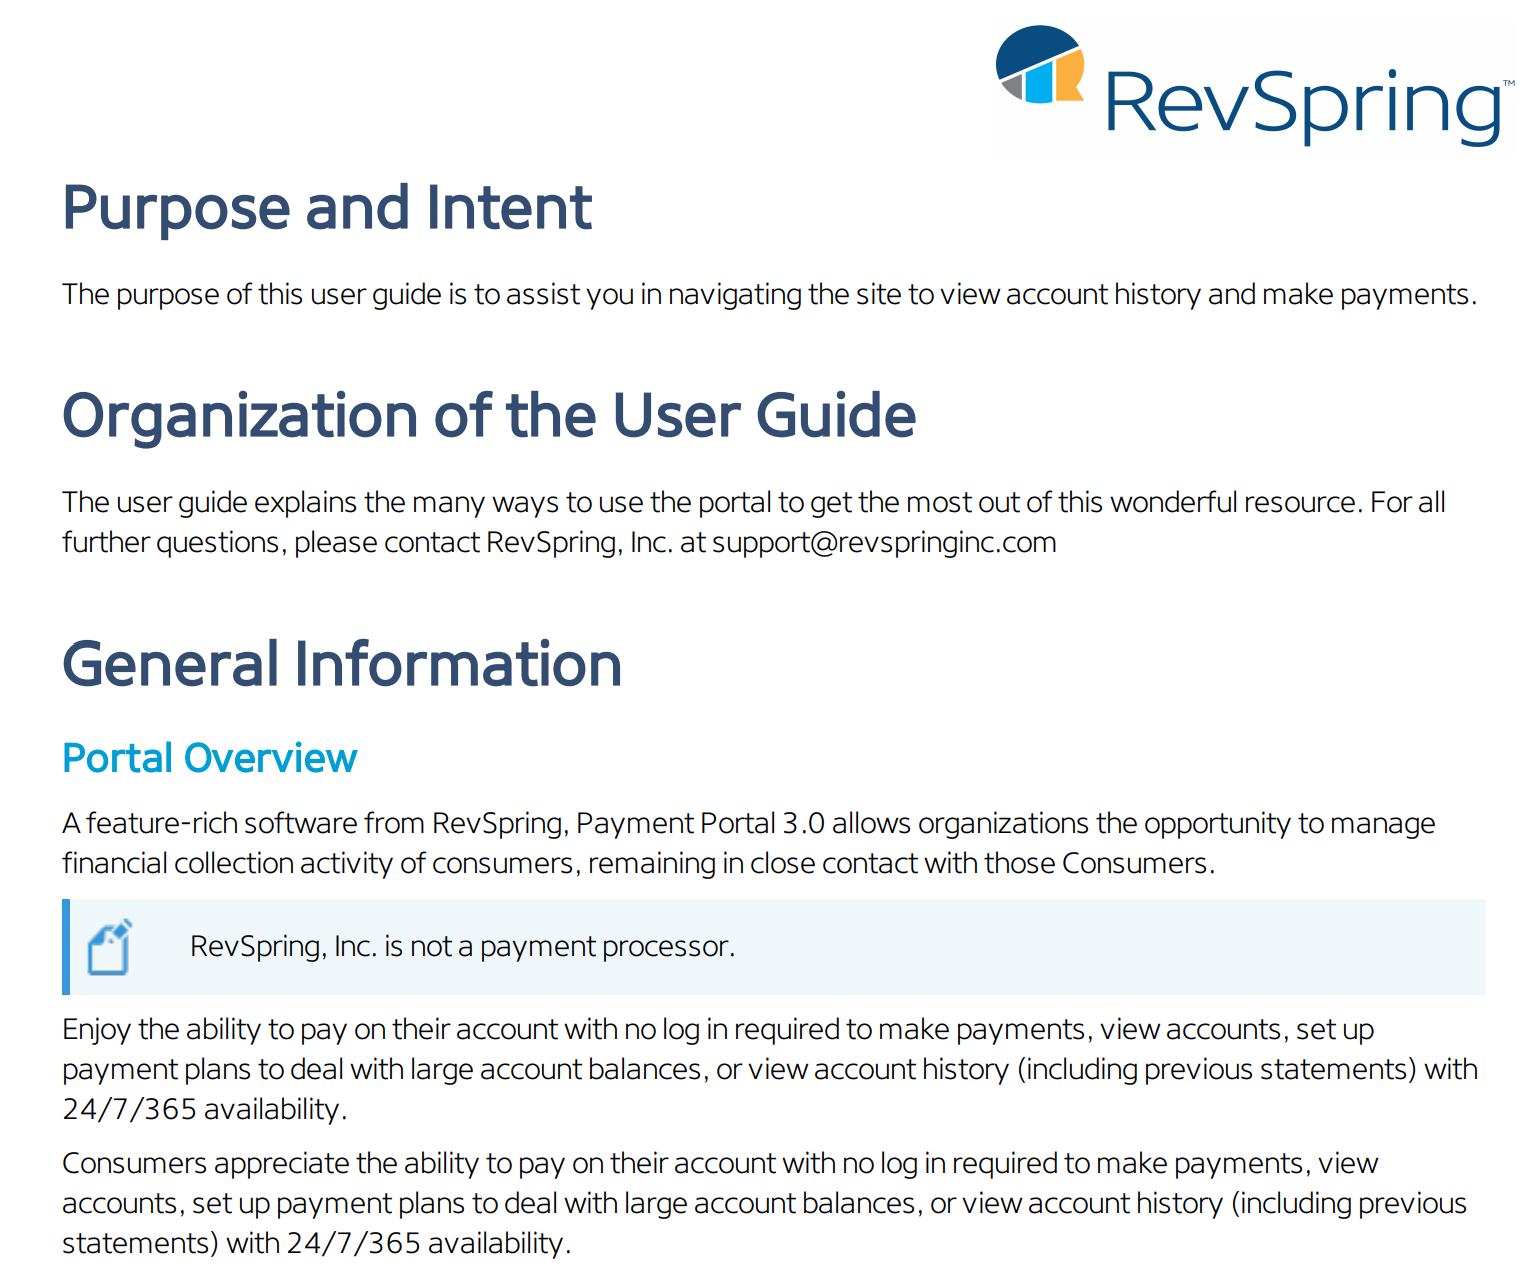 RevSpring™
Purpose and Intent
The purpose of this user guide is to assist you in navigating the site to view account history and make payments.
Organization of the User Guide
The user guide explains the many ways to use the portal to get the most out of this wonderful resource. For all
further questions, please contact RevSpring, Inc. at support@revspringinc.com
General Information
Portal Overview
A feature-rich software from RevSpring, Payment Portal 3.0 allows organizations the opportunity to manage
financial collection activity of consumers, remaining in close contact with those Consumers.
RevSpring, Inc. is not a payment processor.
Enjoy the ability to pay on their account with no log in required to make payments, view accounts, set up
payment plans to deal with large account balances, or view account history (including previous statements) with
24/7/365 availability.
Consumers appreciate the ability to pay on their account with no log in required to make payments, view
accounts, set up payment plans to deal with large account balances, or view account history (including previous
statements) with 24/7/365 availability.